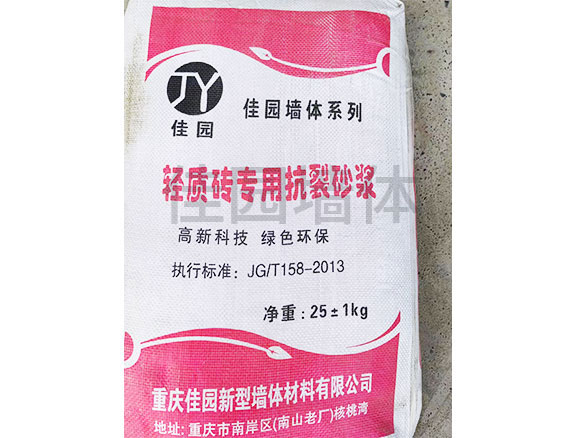 JY
佳园
佳园墙体系列
轻质砖专用抗裂砂浆
佳园墙体
高新科技 绿色环保
执行标准：JG/T158-2013
净重：25±1kg
重庆佳园新型墙体材料有限公司
地址：重庆市南岸区(南山老厂)核桃湾